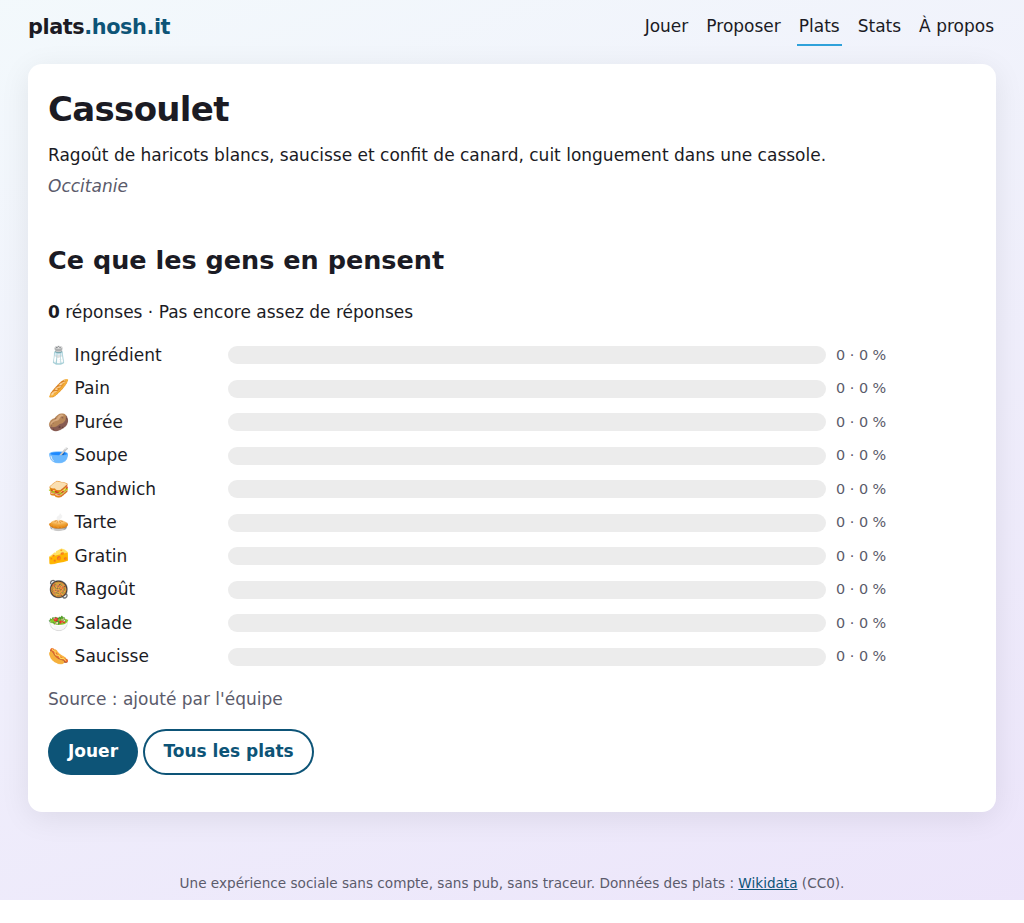 plats.hosh.it
Jouer Proposer Plats Stats À propos
Cassoulet
Ragoût de haricots blancs, saucisse et confit de canard, cuit longuement dans une cassole.
Occitanie
Ce que les gens en pensent
0 réponses · Pas encore assez de réponses
Ingrédient 0 · 0 %
Pain 0 · 0 %
Purée 0 · 0 %
Soupe 0 · 0 %
Sandwich 0 · 0 %
Tarte 0 · 0 %
Gratin 0 · 0 %
Ragoût 0 · 0 %
Salade 0 · 0 %
Saucisse 0 · 0 %
Source : ajouté par l'équipe
Jouer Tous les plats
Une expérience sociale sans compte, sans pub, sans traceur. Données des plats : Wikidata (CC0).